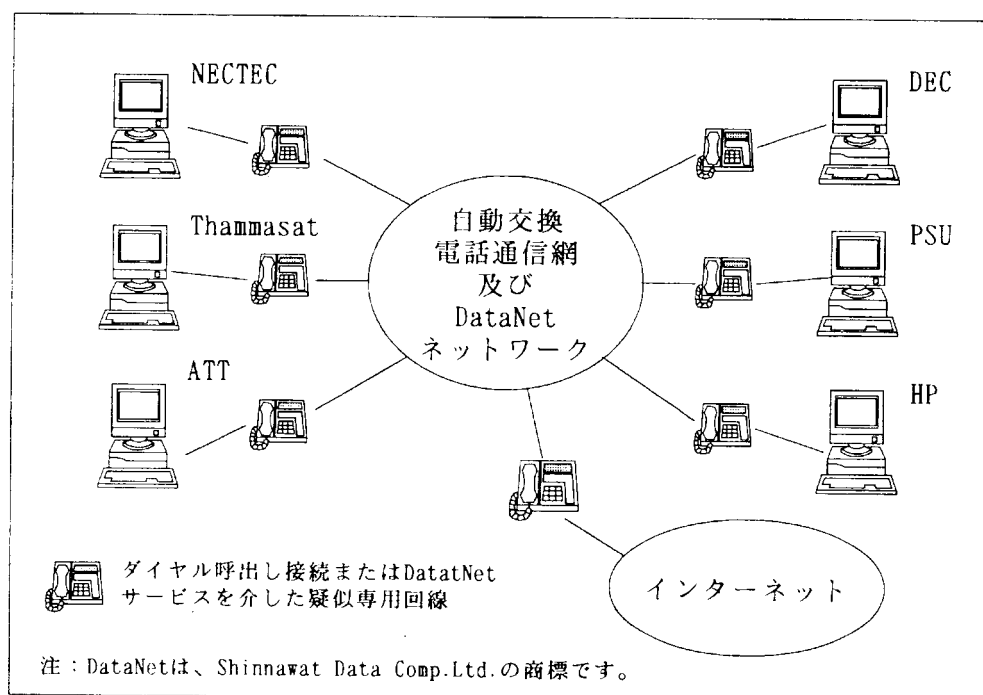 NECTEC
DEC
Thammasat
PSU
ATT
HP
自動交換
電話通信網
及び
DataNet
ネットワーク
インターネット
ダイヤル呼出し接続またはDatatNet
サービスを介した疑似専用回線
注：DataNetは、Shinnawat Data Comp.Ltd.の商標です。